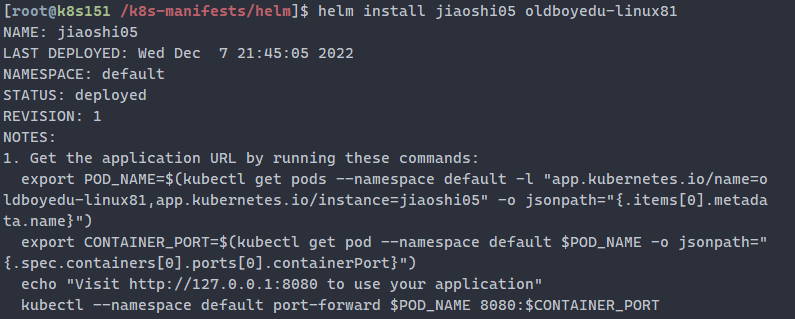 [root@k8s151 /k8s-manifests/helm]$ helm install jiaoshi05 oldboyedu-linux81
NAME: jiaoshi05
LAST DEPLOYED: Wed Dec  7 21:45:05 2022
NAMESPACE: default
STATUS: deployed
REVISION: 1
NOTES:
1. Get the application URL by running these commands:
  export POD_NAME=$(kubectl get pods --namespace default -l "app.kubernetes.io/name=o
ldboyedu-linux81,app.kubernetes.io/instance=jiaoshi05" -o jsonpath="{.items[0].metada
ta.name}")
  export CONTAINER_PORT=$(kubectl get pod --namespace default $POD_NAME -o jsonpath="
{.spec.containers[0].ports[0].containerPort}")
  echo "Visit http://127.0.0.1:8080 to use your application"
  kubectl --namespace default port-forward $POD_NAME 8080:$CONTAINER_PORT